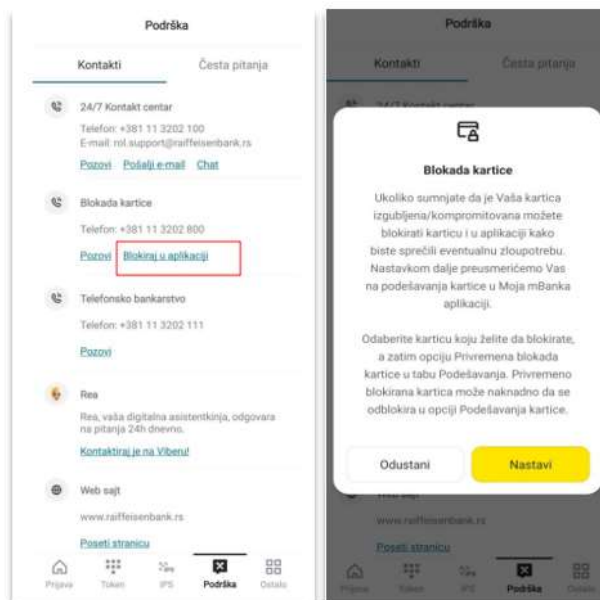 Podrška
Kontakti
Česta pitanja
24/7 Kontakt centar
Telefon: +381 11 3202 100
E-mail: rol.support@raiffeisenbank.rs
Pozovi Pošalji e-mail Chat
Blokada kartice
Telefon: +381 11 3202 800
Pozovi Blokiraj u aplikaciji
Telefonsko bankarstvo
Telefon: +381 11 3202 111
Pozovi
Rea
Rea, vaša digitalna asistentkinja, odgovara
na pitanja 24h dnevno.
Kontaktiraj je na Viberu!
Web sajt
www.raiffeisenbank.rs
Poseti stranicu
Prijava Token IPS Podrška Ostalo
Podrška
Kontakti
Česta pitanja
24/7 Kontakt centar
Blokada kartice
Ukoliko sumnjate da je Vaša kartica
izgubljena/kompromitovana možete
blokirati karticu i u aplikaciji kako
biste sprečili eventualnu zloupotrebu.
Nastavkom dalje preusmerićemo Vas
na podešavanja kartice u Moja mBanka
aplikaciji.
Odaberite karticu koju želite da blokirate,
a zatim opciju Privremena blokada
kartice u tabu Podešavanja. Privremeno
blokirana kartica može naknadno da se
odblokira u opciji Podešavanja kartice.
Odustani Nastavi
Web sajt
www.raiffeisenbank.rs
Poseti stranicu
Prijava Token IPS Podrška Ostalo